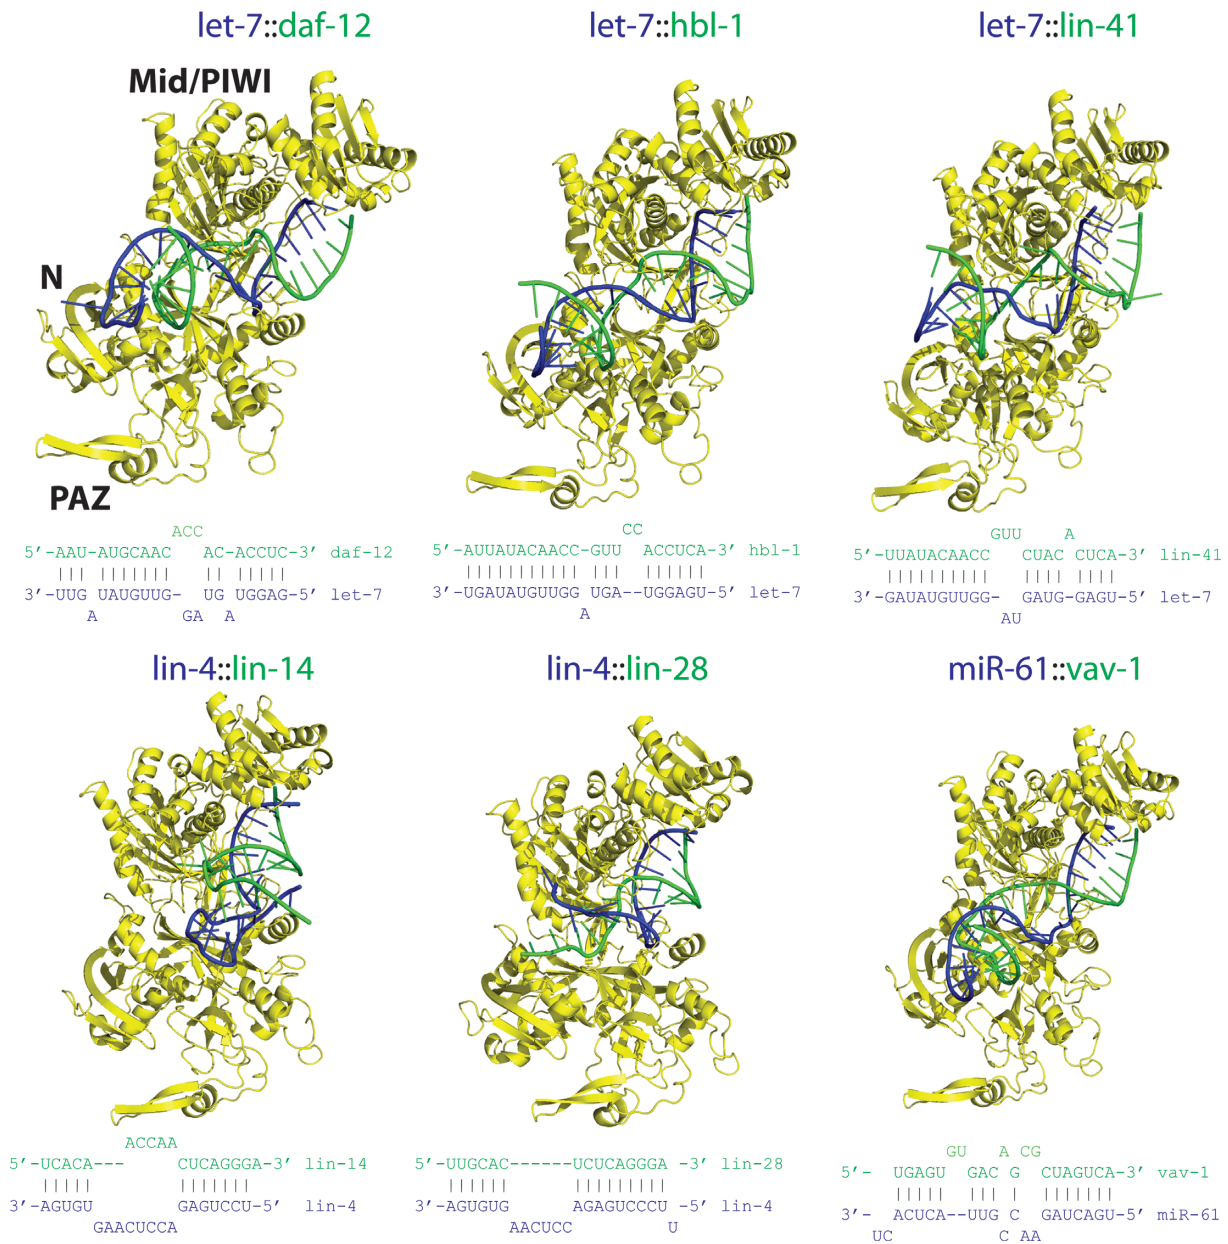 let-7::daf-12
let-7::hbl-1
let-7::lin-41
Mid/PIWI
N
PAZ
ACC
5’-AAU-AUGCAAC   AC-ACCUC-3’ daf-12
3’-UUG UAUGUUG-  UG UGGAG-5’ let-7
A GA A
CC
5’-AUUAUACAACC-GUU  ACCUCA-3’ hbl-1
3’-UGAUAUGUUGG UGA--UGGAGU-5’ let-7
A
GUU A
5’-UUAUACAACC   CUAC CUCA-3’ lin-41
3’-GAUAUGUUGG-  GAUG-GAGU-5’ let-7
AU
lin-4::lin-14
lin-4::lin-28
miR-61::vav-1
ACCAA
5’-UCACA---     CUCAGGGA-3’ lin-14
3’-AGUGU        GAGUCCU-5’ lin-4
GAACUCCA
5’-UUGCAC------UCUCAGGGA -3’ lin-28
3’-AGUGUG      AGAGUCCCU -5’ lin-4
AACUCC U
GU A CG
5’-  UGAGU  GAC G  CUAGUCA-3’ vav-1
3’-  ACUCA--UUG C  GAUCAGU-5’ miR-61
UC C AA